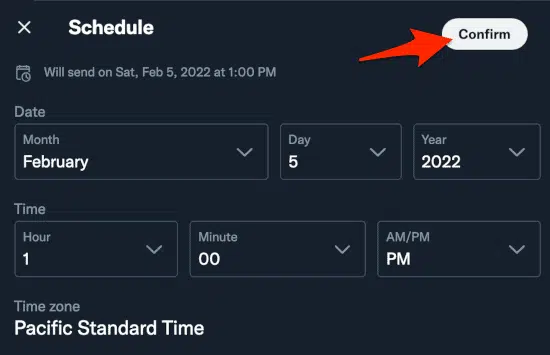 Schedule
Confirm
Will send on Sat, Feb 5, 2022 at 1:00 PM
Date
Month
February
Day
5
Year
2022
Time
Hour
1
Minute
00
AM/PM
PM
Time zone
Pacific Standard Time